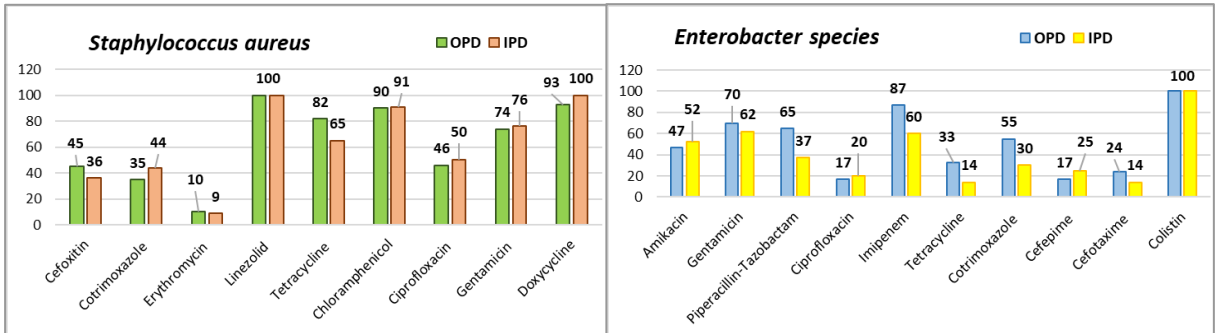 Staphylococcus aureus
OPD IPD
120
100
80
60
40
20
0
45 36 35 44 10 9 100 82 65 90 91 46 50 74 76 93 100
Cefoxitin
Cotrimoxazole
Erythromycin
Linezolid
Tetracycline
Chloramphenicol
Ciprofloxacin
Gentamicin
Doxycycline
Enterobacter species
OPD IPD
120
100
80
60
40
20
0
47 52 70 62 65 37 17 20 87 60 33 14 55 30 17 25 24 14 100
Amikacin
Gentamicin
Piperacillin-Tazobactam
Ciprofloxacin
Imipenem
Tetracycline
Cotrimoxazole
Cefepime
Cefotaxime
Colistin